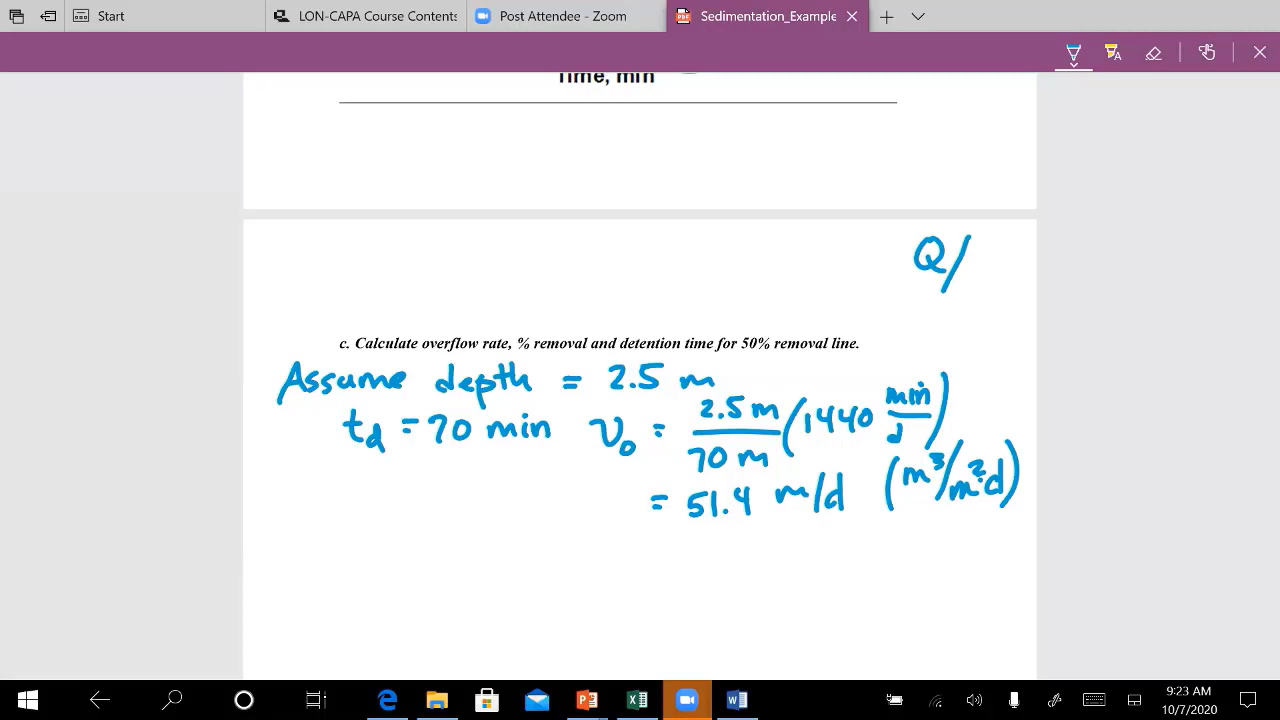 Start
LON-CAPA Course Contents
Post Attendee - Zoom
Sedimentation_Example
Time, min
Q/
c. Calculate overflow rate, % removal and detention time for 50% removal line.
Assume depth = 2.5 m
td = 70 min v0 = 2.5 m / 70 m (1440 min/d)
= 51.4 m/d (m³/m²·d)
9:23 AM
10/7/2020